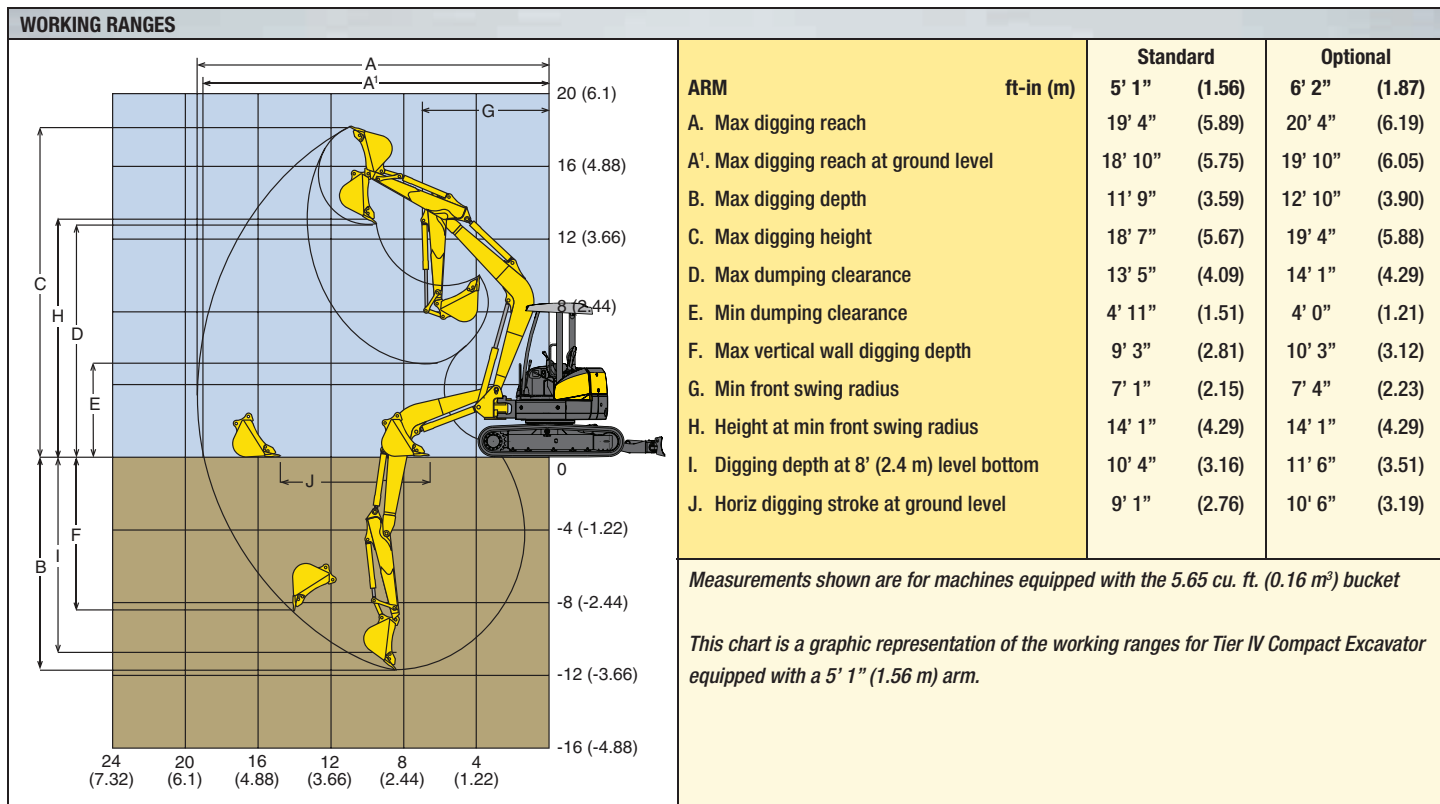 WORKING RANGES
A
A¹
G
C
H
D
E
J
F
I
B
20 (6.1)
16 (4.88)
12 (3.66)
8 (2.44)
0
-4 (-1.22)
-8 (-2.44)
-12 (-3.66)
-16 (-4.88)
24 20 16 12 8 4
(7.32) (6.1) (4.88) (3.66) (2.44) (1.22)
Standard Optional
ARM ft-in (m) 5' 1” (1.56) 6' 2” (1.87)
A. Max digging reach 19' 4” (5.89) 20' 4” (6.19)
A¹. Max digging reach at ground level 18' 10” (5.75) 19' 10” (6.05)
B. Max digging depth 11' 9” (3.59) 12' 10” (3.90)
C. Max digging height 18' 7” (5.67) 19' 4” (5.88)
D. Max dumping clearance 13' 5” (4.09) 14' 1” (4.29)
E. Min dumping clearance 4' 11” (1.51) 4' 0” (1.21)
F. Max vertical wall digging depth 9' 3” (2.81) 10' 3” (3.12)
G. Min front swing radius 7' 1” (2.15) 7' 4” (2.23)
H. Height at min front swing radius 14' 1” (4.29) 14' 1” (4.29)
I. Digging depth at 8' (2.4 m) level bottom 10' 4” (3.16) 11' 6” (3.51)
J. Horiz digging stroke at ground level 9' 1” (2.76) 10' 6” (3.19)
Measurements shown are for machines equipped with the 5.65 cu. ft. (0.16 m³) bucket
This chart is a graphic representation of the working ranges for Tier IV Compact Excavator
equipped with a 5' 1” (1.56 m) arm.